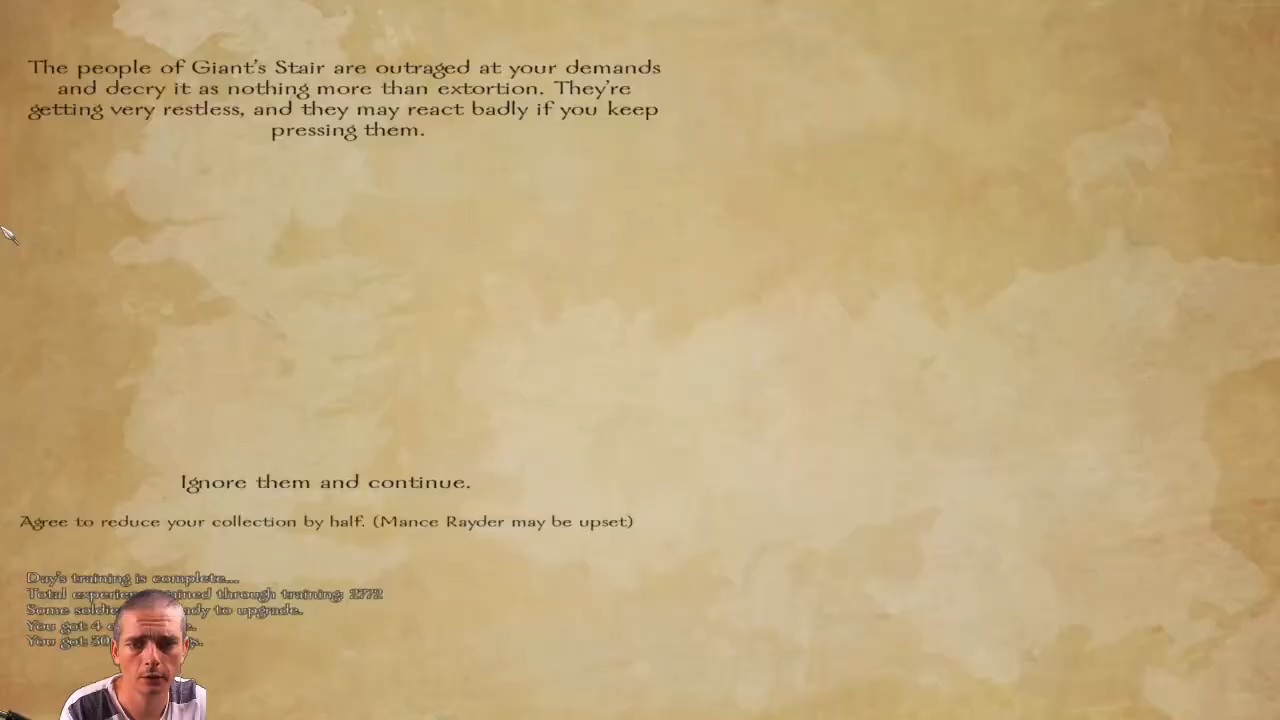 The people of Giant's Stair are outraged at your demands
and decry it as nothing more than extortion. They're
getting very restless, and they may react badly if you keep
pressing them.
Ignore them and continue.
Agree to reduce your collection by half. (Mance Rayder may be upset)
Day's training is complete...
Total experience gained through training: 2772
Some ready to upgrade.
You got 4
You got 30